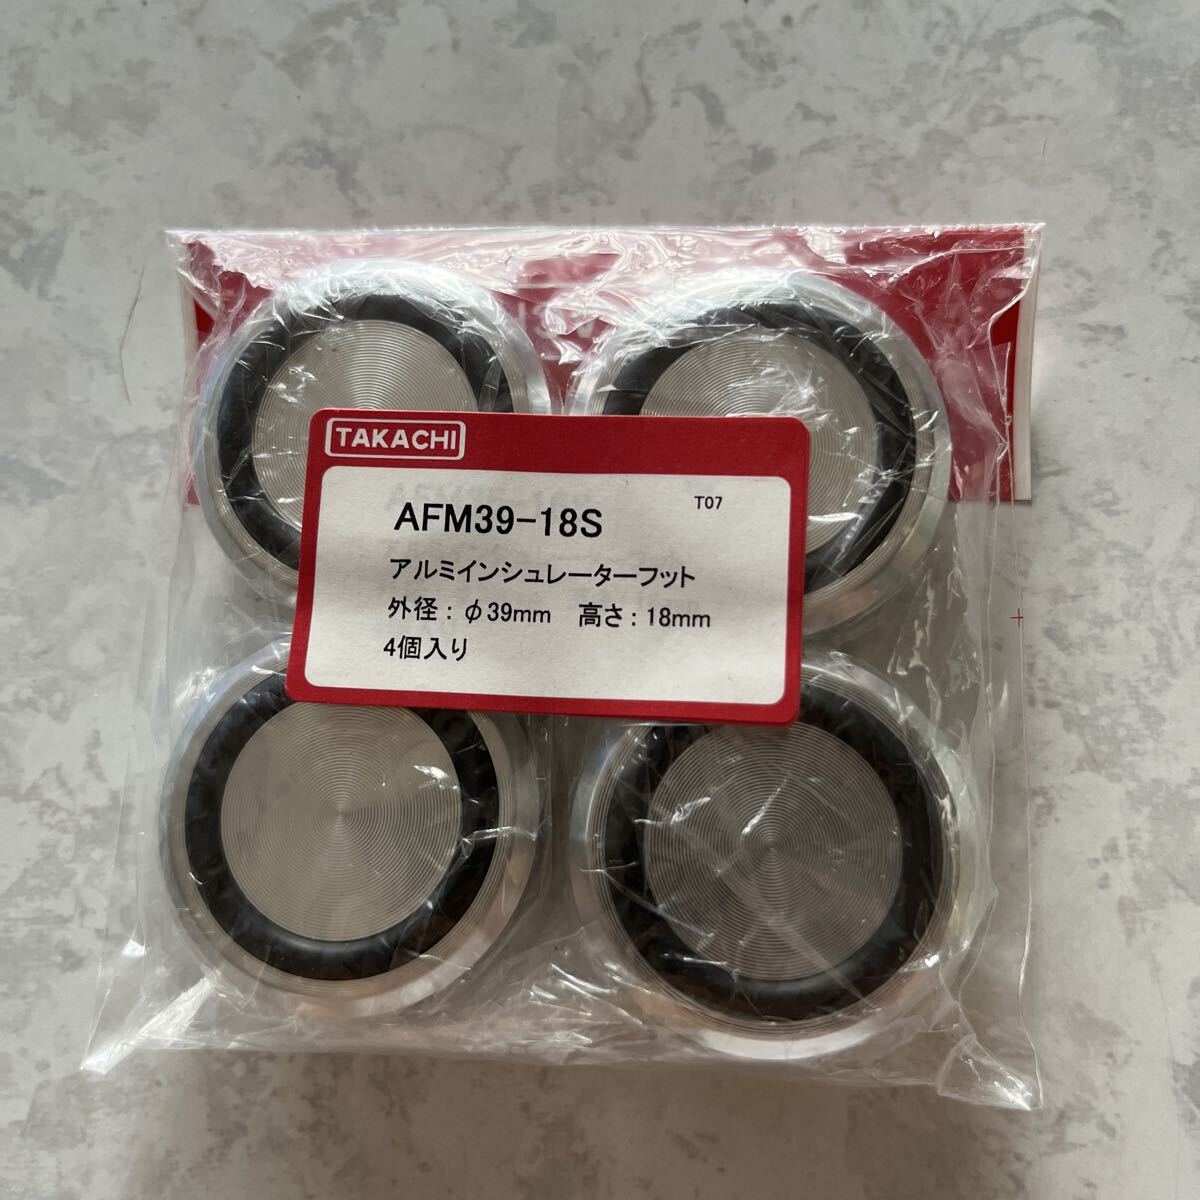 TAKACHI
T07
AFM39-18S
アルミインシュレーターフット
外径：φ39mm　高さ：18mm
4個入り